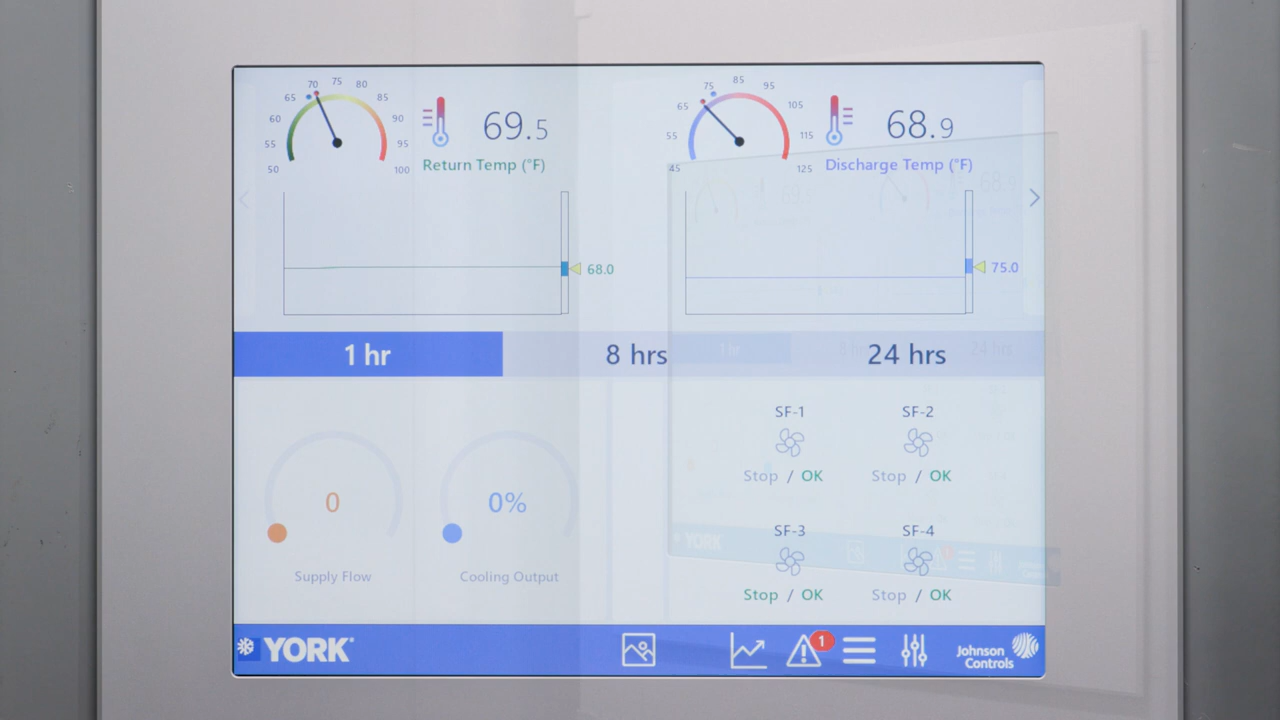 50 55 60 65 70 75 80 85 90 95 100
69.5
Return Temp (°F)
45 55 65 75 85 95 105 115 125
68.9
Discharge Temp (°F)
68.0
75.0
1 hr
8 hrs
24 hrs
0
Supply Flow
0%
Cooling Output
SF-1
Stop / OK
SF-2
Stop / OK
SF-3
Stop / OK
SF-4
Stop / OK
YORK®
1
Johnson
Controls